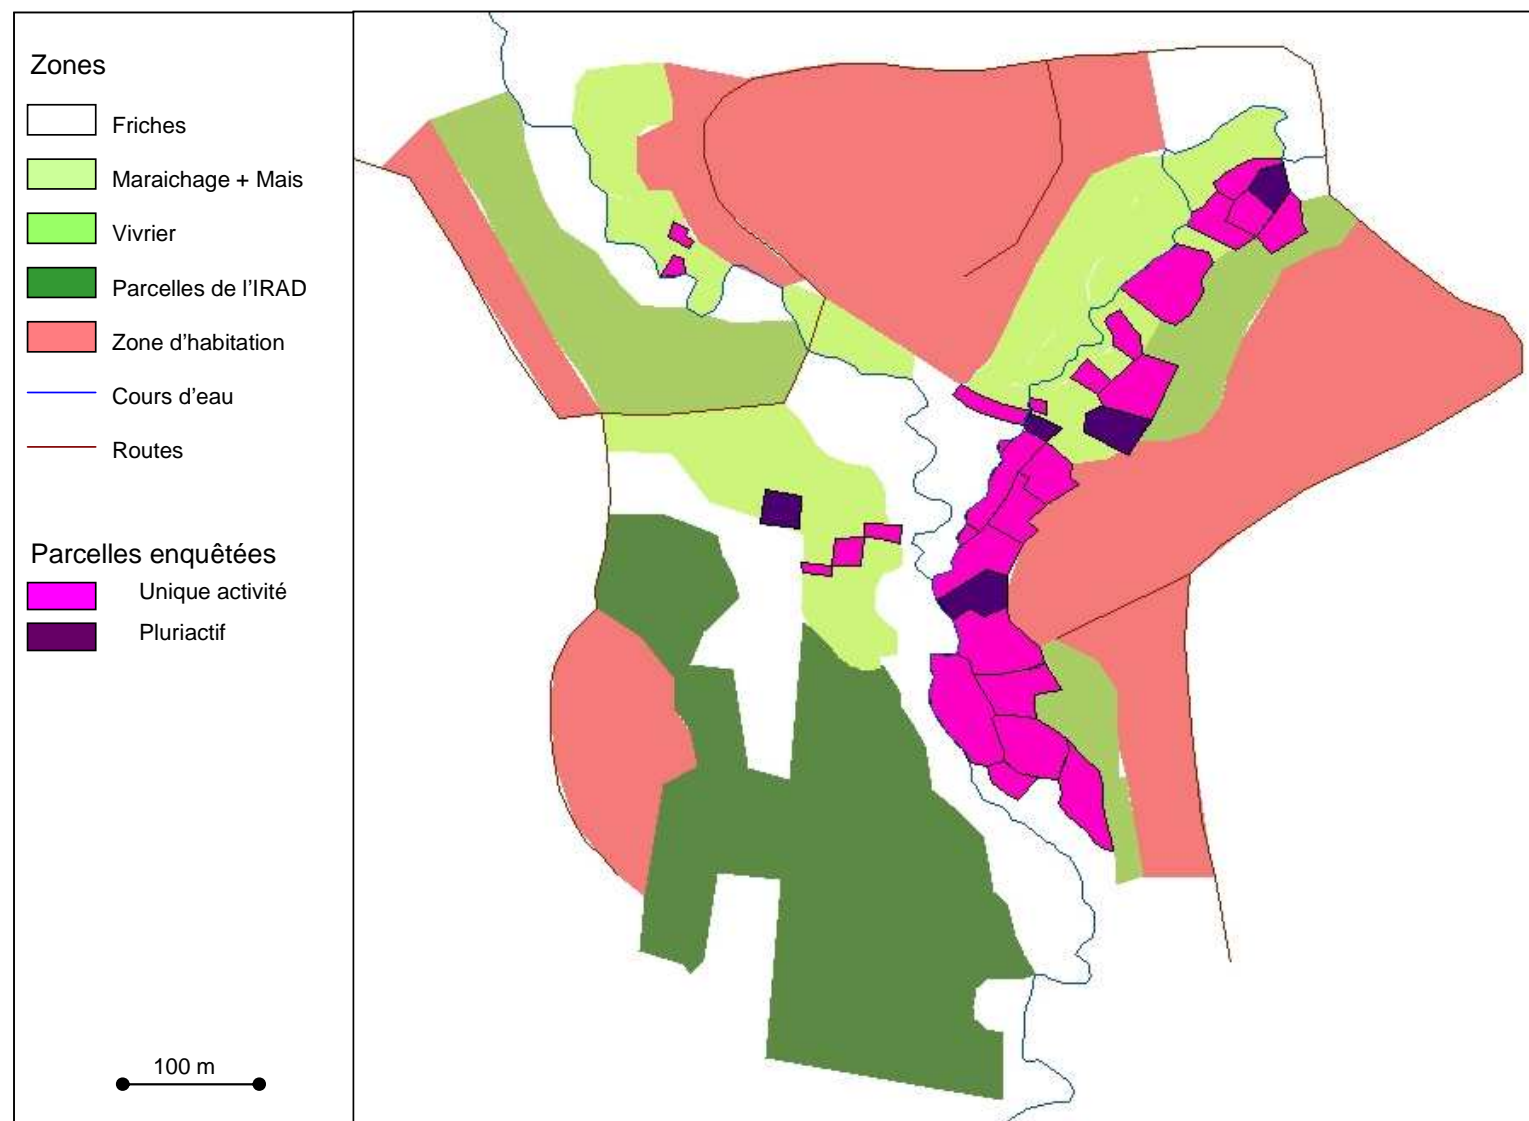 Zones
Friches
Maraichage + Mais
Vivrier
Parcelles de l'IRAD
Zone d'habitation
Cours d'eau
Routes
Parcelles enquêtées
Unique activité
Pluriactif
100 m